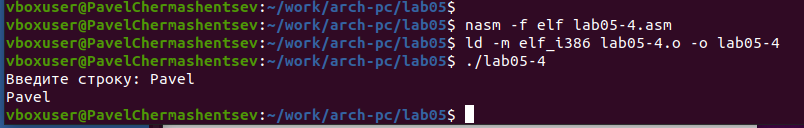 vboxuser@PavelChermashentsev:~/work/arch-pc/lab05$
vboxuser@PavelChermashentsev:~/work/arch-pc/lab05$ nasm -f elf lab05-4.asm
vboxuser@PavelChermashentsev:~/work/arch-pc/lab05$ ld -m elf_i386 lab05-4.o -o lab05-4
vboxuser@PavelChermashentsev:~/work/arch-pc/lab05$ ./lab05-4
Введите строку: Pavel
Pavel
vboxuser@PavelChermashentsev:~/work/arch-pc/lab05$